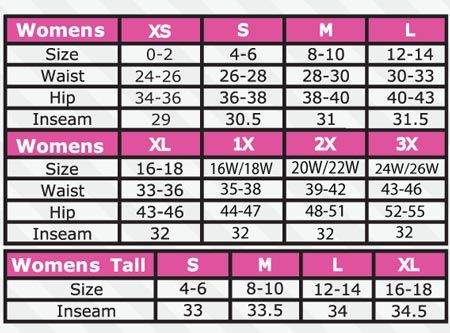 Womens XS S M L
Size 0-2 4-6 8-10 12-14
Waist 24-26 26-28 28-30 30-33
Hip 34-36 36-38 38-40 40-43
Inseam 29 30.5 31 31.5
Womens XL 1X 2X 3X
Size 16-18 16W/18W 20W/22W 24W/26W
Waist 33-36 35-38 39-42 43-46
Hip 43-46 44-47 48-51 52-55
Inseam 32 32 32 32
Womens Tall S M L XL
Size 4-6 8-10 12-14 16-18
Inseam 33 33.5 34 34.5